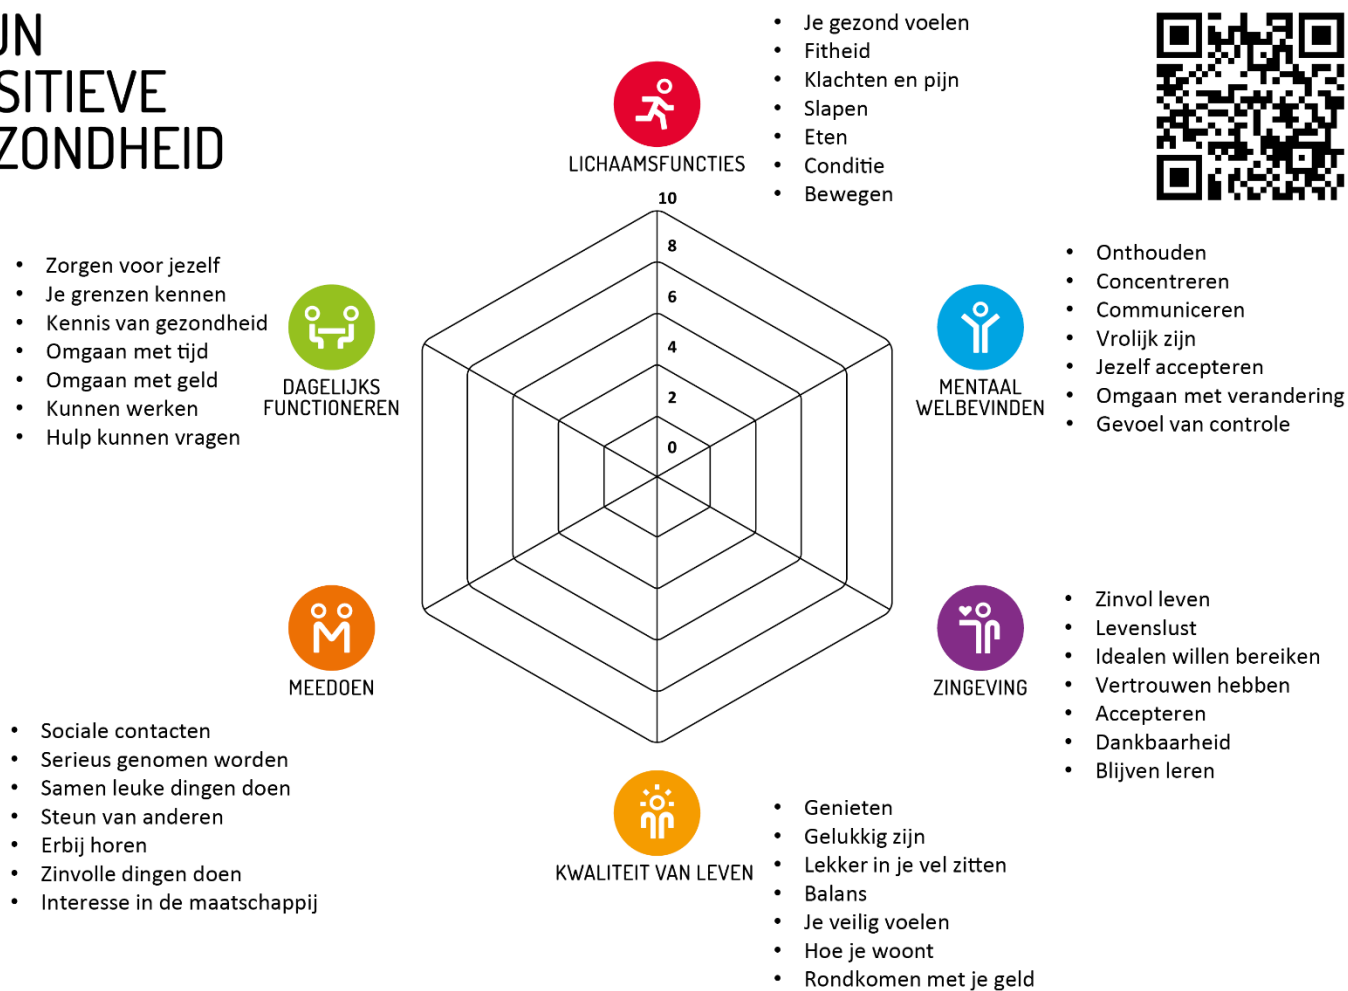 JN
SITIEVE
ZONDHEID
LICHAAMSFUNCTIES
• Je gezond voelen
• Fitheid
• Klachten en pijn
• Slapen
• Eten
• Conditie
• Bewegen
10
8
6
4
2
0
MENTAAL
WELBEVINDEN
• Onthouden
• Concentreren
• Communiceren
• Vrolijk zijn
• Jezelf accepteren
• Omgaan met verandering
• Gevoel van controle
ZINGEVING
• Zinvol leven
• Levenslust
• Idealen willen bereiken
• Vertrouwen hebben
• Accepteren
• Dankbaarheid
• Blijven leren
KWALITEIT VAN LEVEN
• Genieten
• Gelukkig zijn
• Lekker in je vel zitten
• Balans
• Je veilig voelen
• Hoe je woont
• Rondkomen met je geld
MEEDOEN
• Sociale contacten
• Serieus genomen worden
• Samen leuke dingen doen
• Steun van anderen
• Erbij horen
• Zinvolle dingen doen
• Interesse in de maatschappij
DAGELIJKS
FUNCTIONEREN
• Zorgen voor jezelf
• Je grenzen kennen
• Kennis van gezondheid
• Omgaan met tijd
• Omgaan met geld
• Kunnen werken
• Hulp kunnen vragen